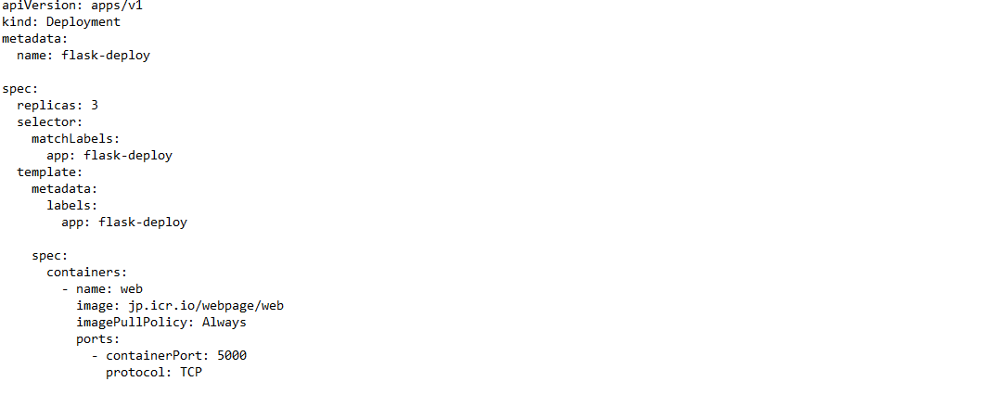 apiVersion: apps/v1
kind: Deployment
metadata:
  name: flask-deploy

spec:
  replicas: 3
  selector:
    matchLabels:
      app: flask-deploy
  template:
    metadata:
      labels:
        app: flask-deploy

    spec:
      containers:
        - name: web
          image: jp.icr.io/webpage/web
          imagePullPolicy: Always
          ports:
            - containerPort: 5000
              protocol: TCP